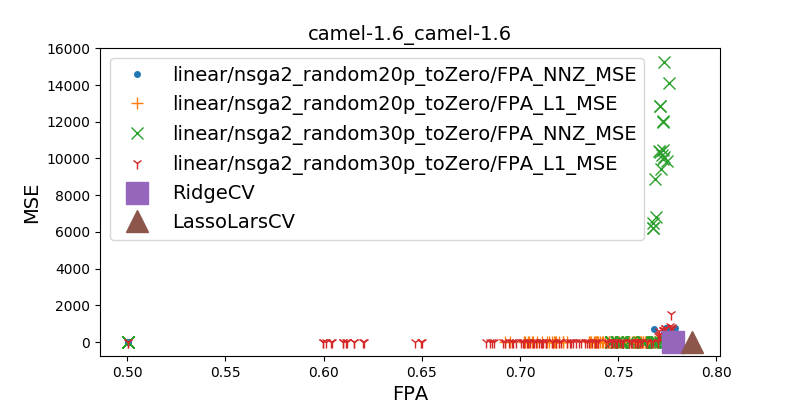 camel-1.6_camel-1.6
16000
14000
12000
10000
8000
6000
4000
2000
0
MSE
linear/nsga2_random20p_toZero/FPA_NNZ_MSE
linear/nsga2_random20p_toZero/FPA_L1_MSE
linear/nsga2_random30p_toZero/FPA_NNZ_MSE
linear/nsga2_random30p_toZero/FPA_L1_MSE
RidgeCV
LassoLarsCV
0.50 0.55 0.60 0.65 0.70 0.75 0.80
FPA